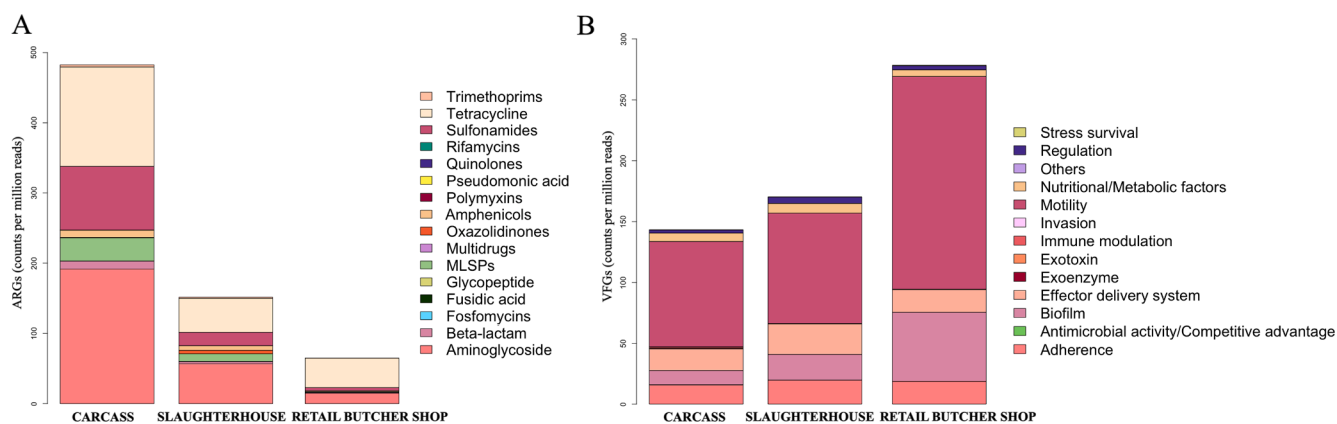 A
ARGs (counts per million reads)
500
400
300
200
100
0
CARCASS
SLAUGHTERHOUSE
RETAIL BUTCHER SHOP
Trimethoprims
Tetracycline
Sulfonamides
Rifamycins
Quinolones
Pseudomonic acid
Polymyxins
Amphenicols
Oxazolidinones
Multidrugs
MLSPs
Glycopeptide
Fusidic acid
Fosfomycins
Beta-lactam
Aminoglycoside
B
VFGs (counts per million reads)
300
250
200
150
100
50
0
CARCASS
SLAUGHTERHOUSE
RETAIL BUTCHER SHOP
Stress survival
Regulation
Others
Nutritional/Metabolic factors
Motility
Invasion
Immune modulation
Exotoxin
Exoenzyme
Effector delivery system
Biofilm
Antimicrobial activity/Competitive advantage
Adherence